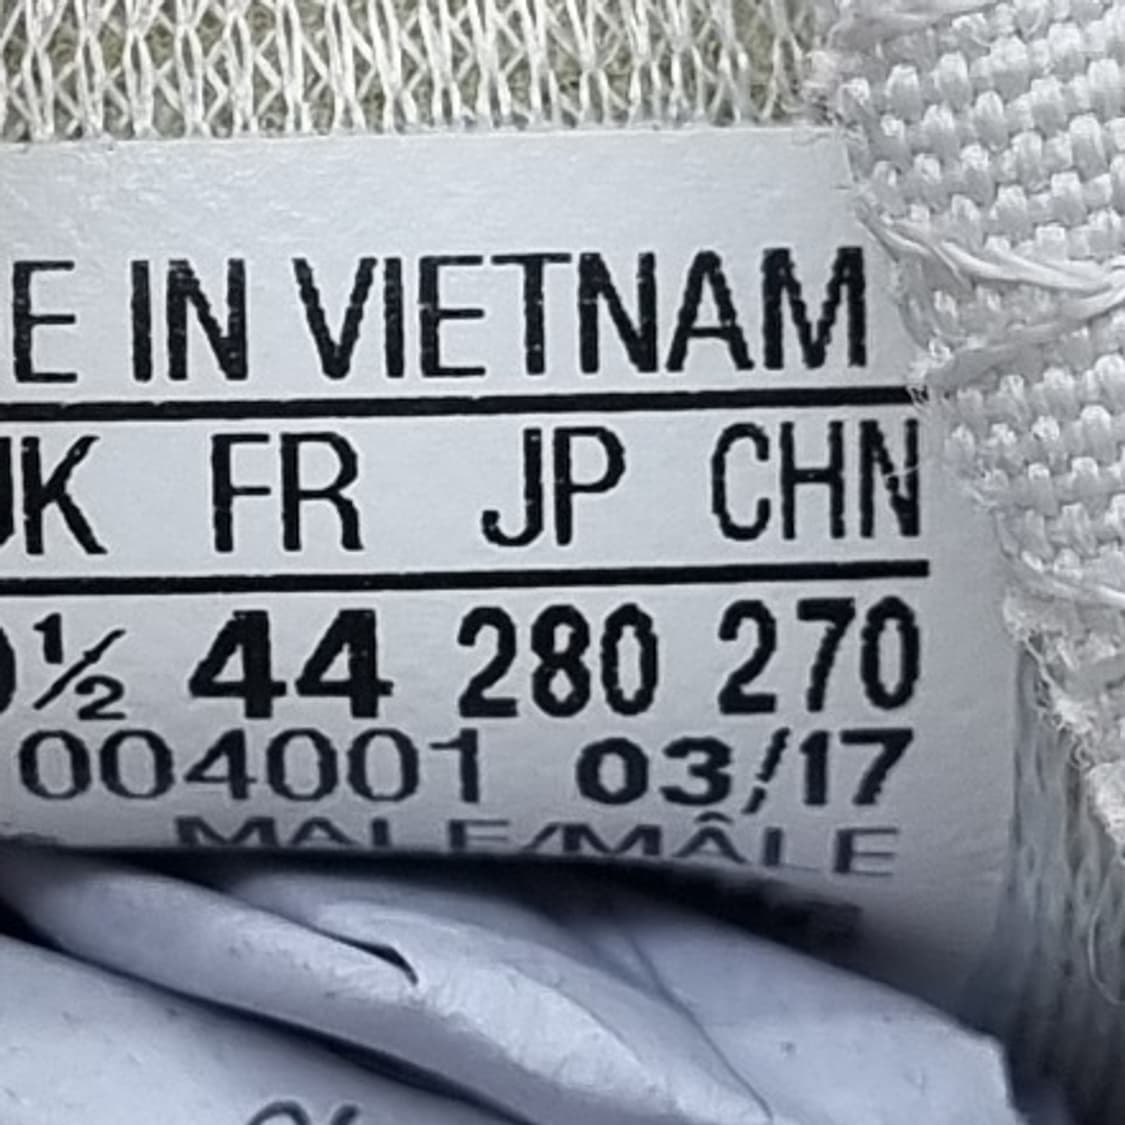 E IN VIETNAM
UK FR JP CHN
½ 44 280 270
004001 03/17
MALE/MÂLE